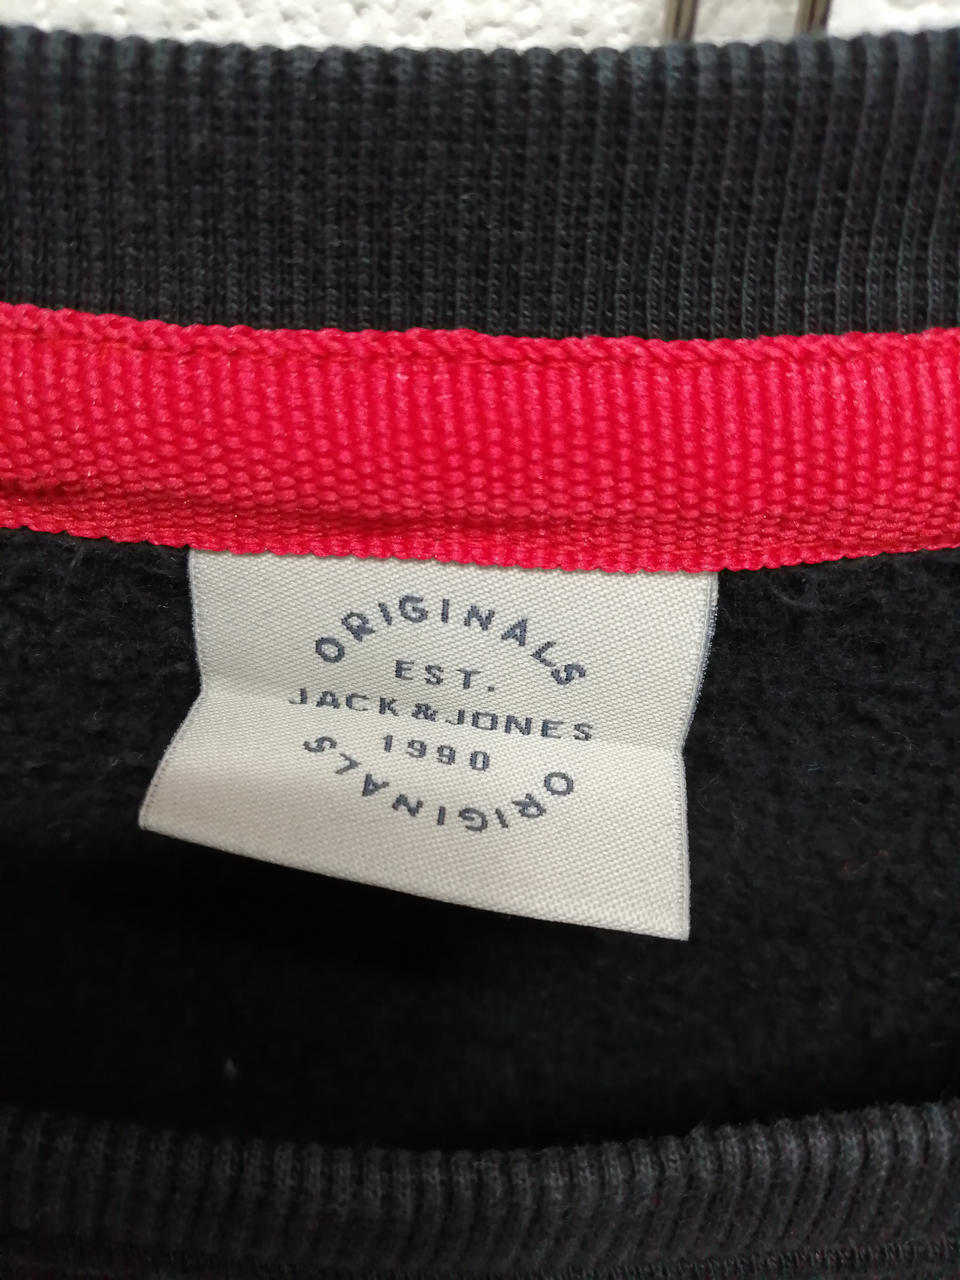 ORIGINALS
EST.
JACK & JONES
1990
ORIGINALS